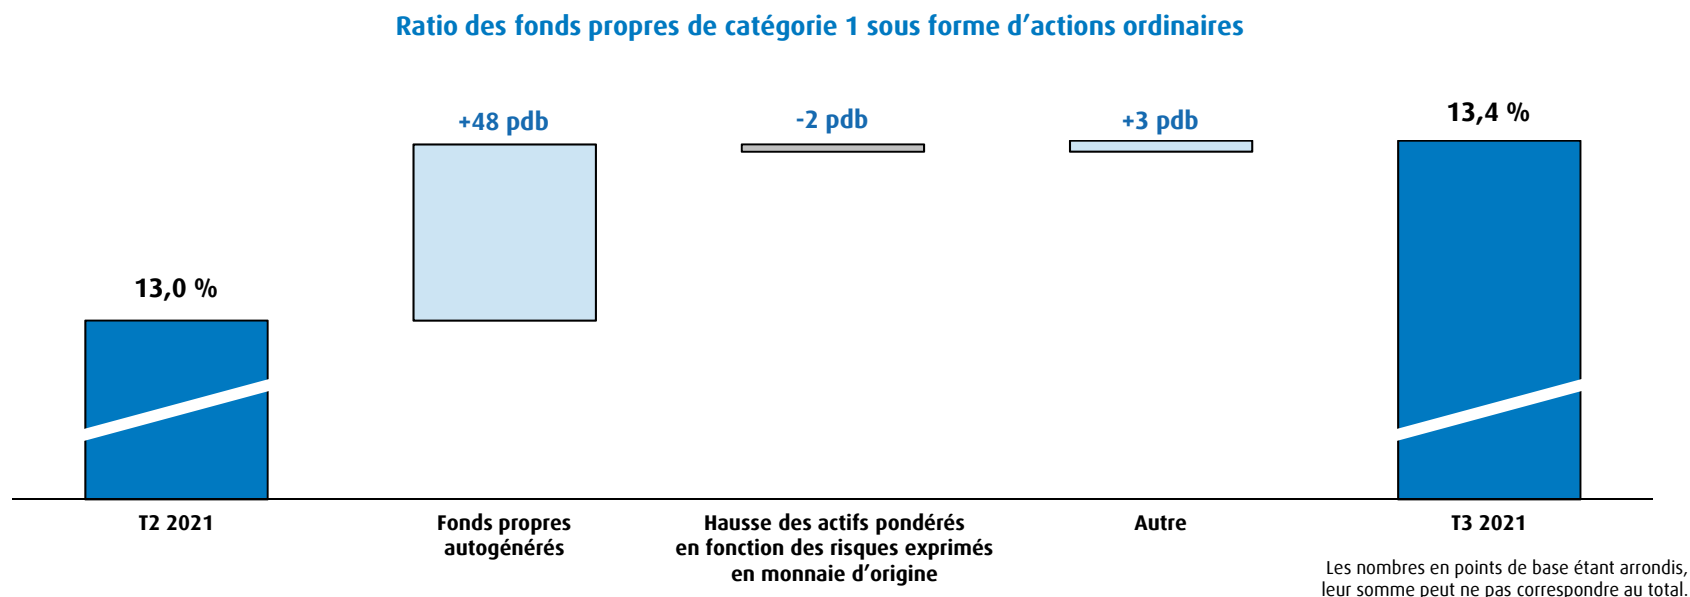 Ratio des fonds propres de catégorie 1 sous forme d’actions ordinaires
+48 pdb
-2 pdb
+3 pdb
13,4 %
13,0 %
T2 2021
Fonds propres
autogénérés
Hausse des actifs pondérés
en fonction des risques exprimés
en monnaie d’origine
Autre
T3 2021
Les nombres en points de base étant arrondis,
leur somme peut ne pas correspondre au total.